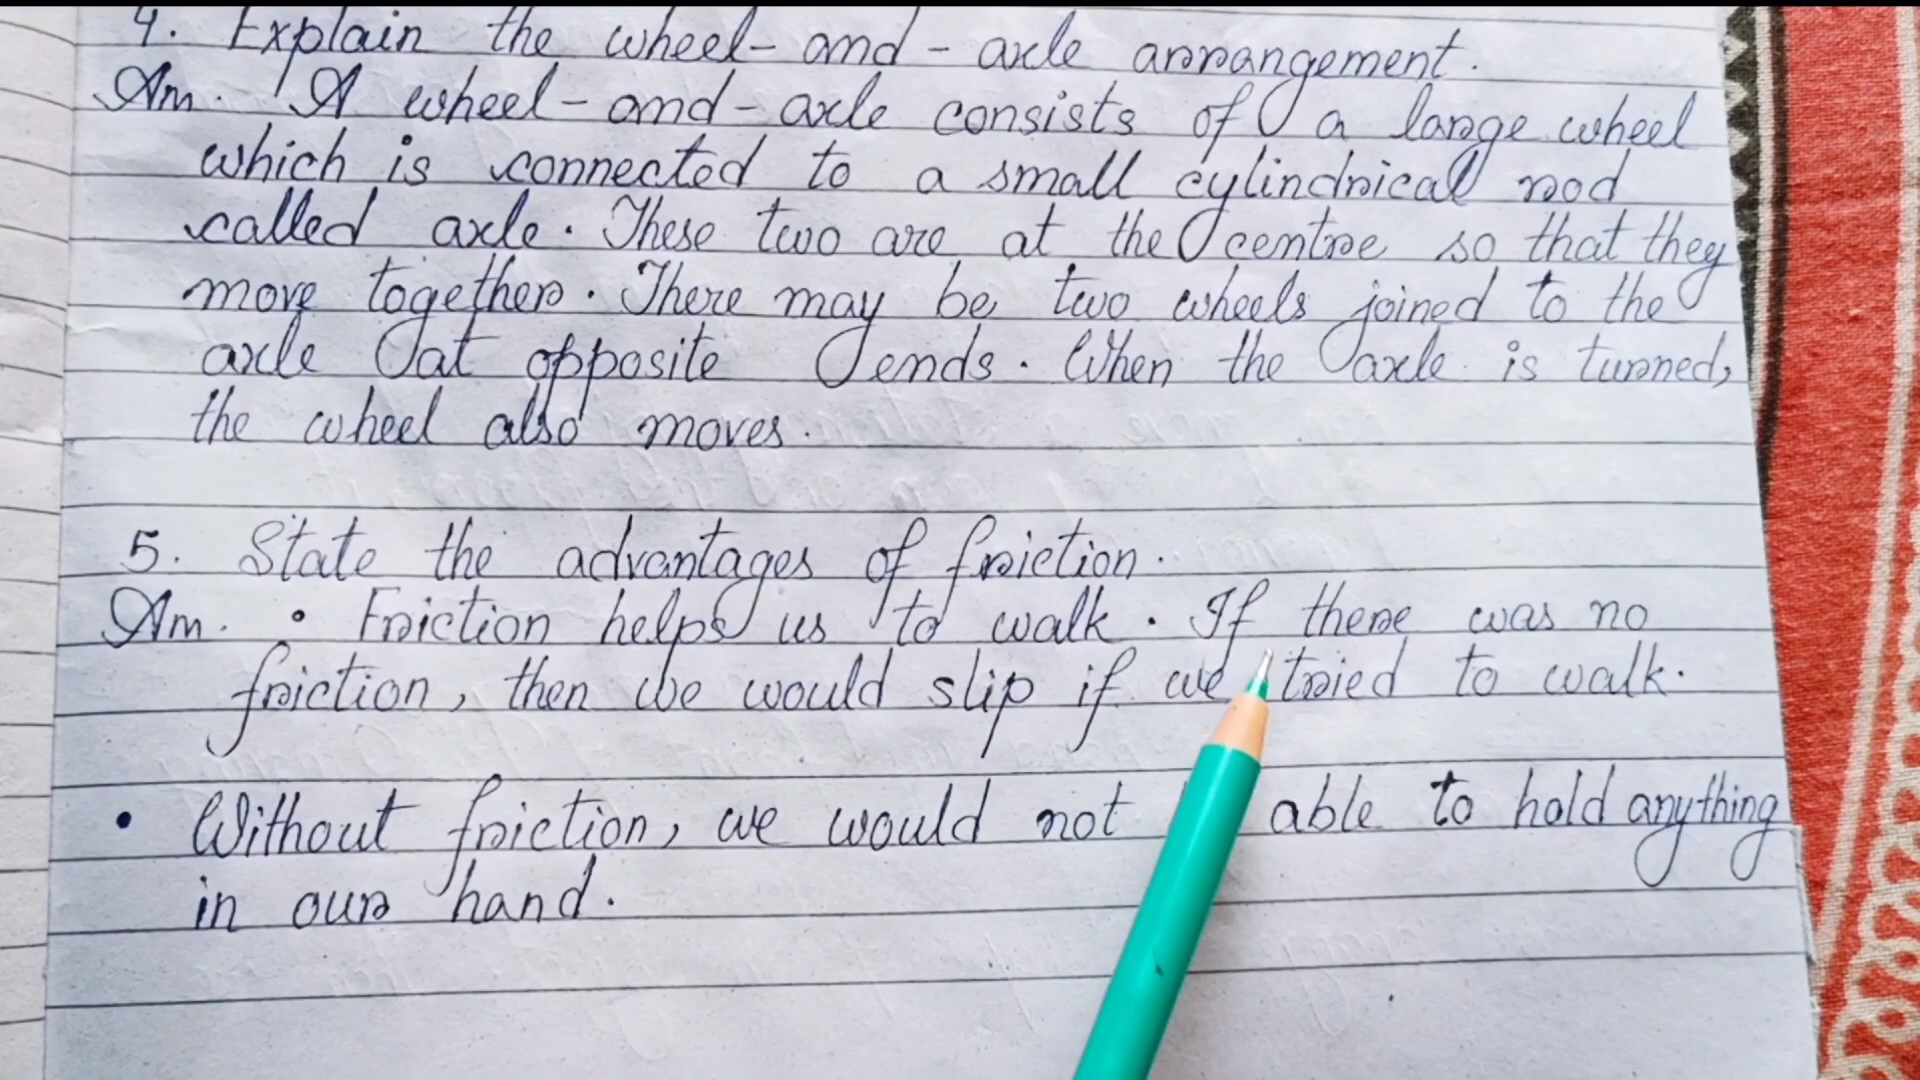 4. Explain the wheel-and-axle arrangement.
Ans. A wheel-and-axle consists of a large wheel
which is connected to a small cylindrical rod
called axle. These two are at the centre so that they
move together. There may be two wheels joined to the
axle at opposite ends. When the axle is turned,
the wheel also moves.
5. State the advantages of friction.
Ans. • Friction helps us to walk. If there was no
friction, then we would slip if we tried to walk.
• Without friction, we would not able to hold anything
in our hand.